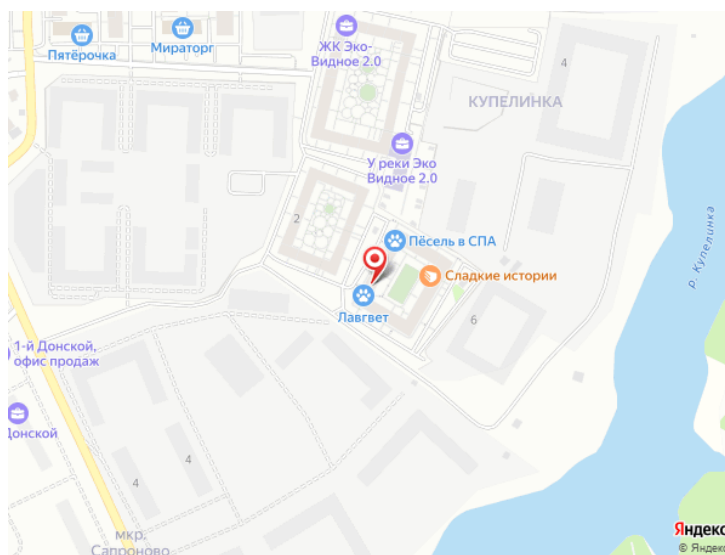 Пятёрочка
Мираторг
ЖК Эко-
Видное 2.0
4
КУПЕЛИНКА
У реки Эко
Видное 2.0
2
р. Купелинка
Пёсель в СПА
Сладкие истории
Лавгвет
6
1-й Донской,
офис продаж
Донской
4
4
мкр.
Сапроново
Яндекс
© Яндекс